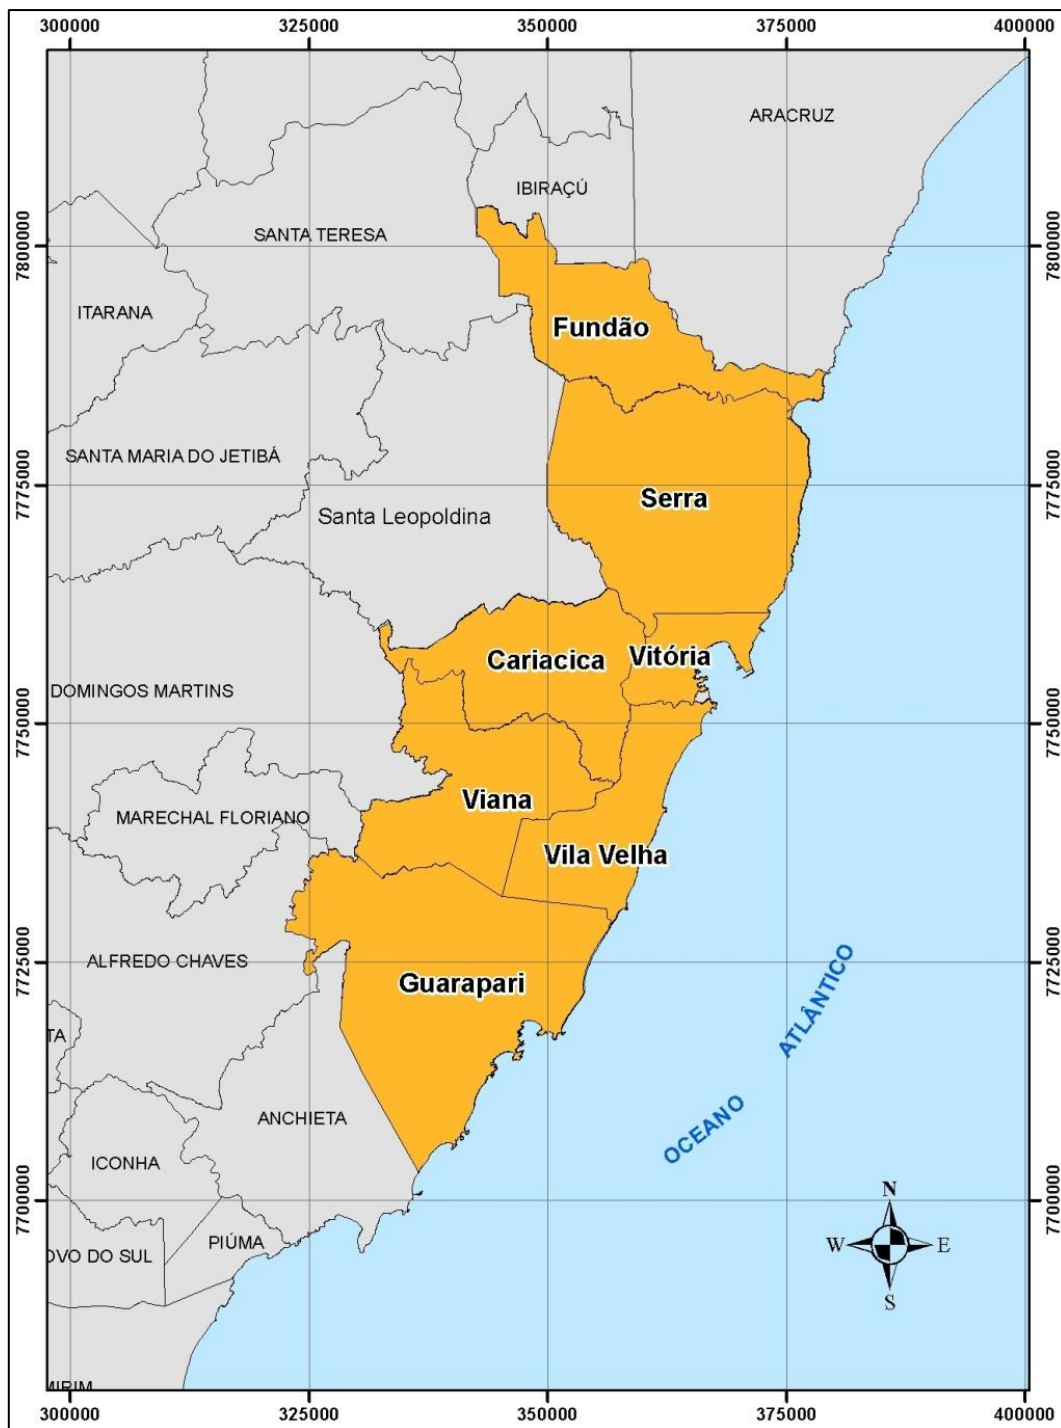 300000 325000 350000 375000 400000
ARACRUZ
IBIRAÇÚ
SANTA TERESA
7800000 7800000
ITARANA
Fundão
SANTA MARIA DO JETIBÁ
7775000 7775000
Serra
Santa Leopoldina
Cariacica
Vitória
DOMINGOS MARTINS
7750000 7750000
Viana
MARECHAL FLORIANO
Vila Velha
ALFREDO CHAVES
7725000 7725000
Guarapari
ATLÂNTICO
TA
OCEANO
ANCHIETA
ICONHA
7700000 7700000
N
PIÚMA
W E
OVO DO SUL
S
MIRIM
300000 325000 350000 375000 400000